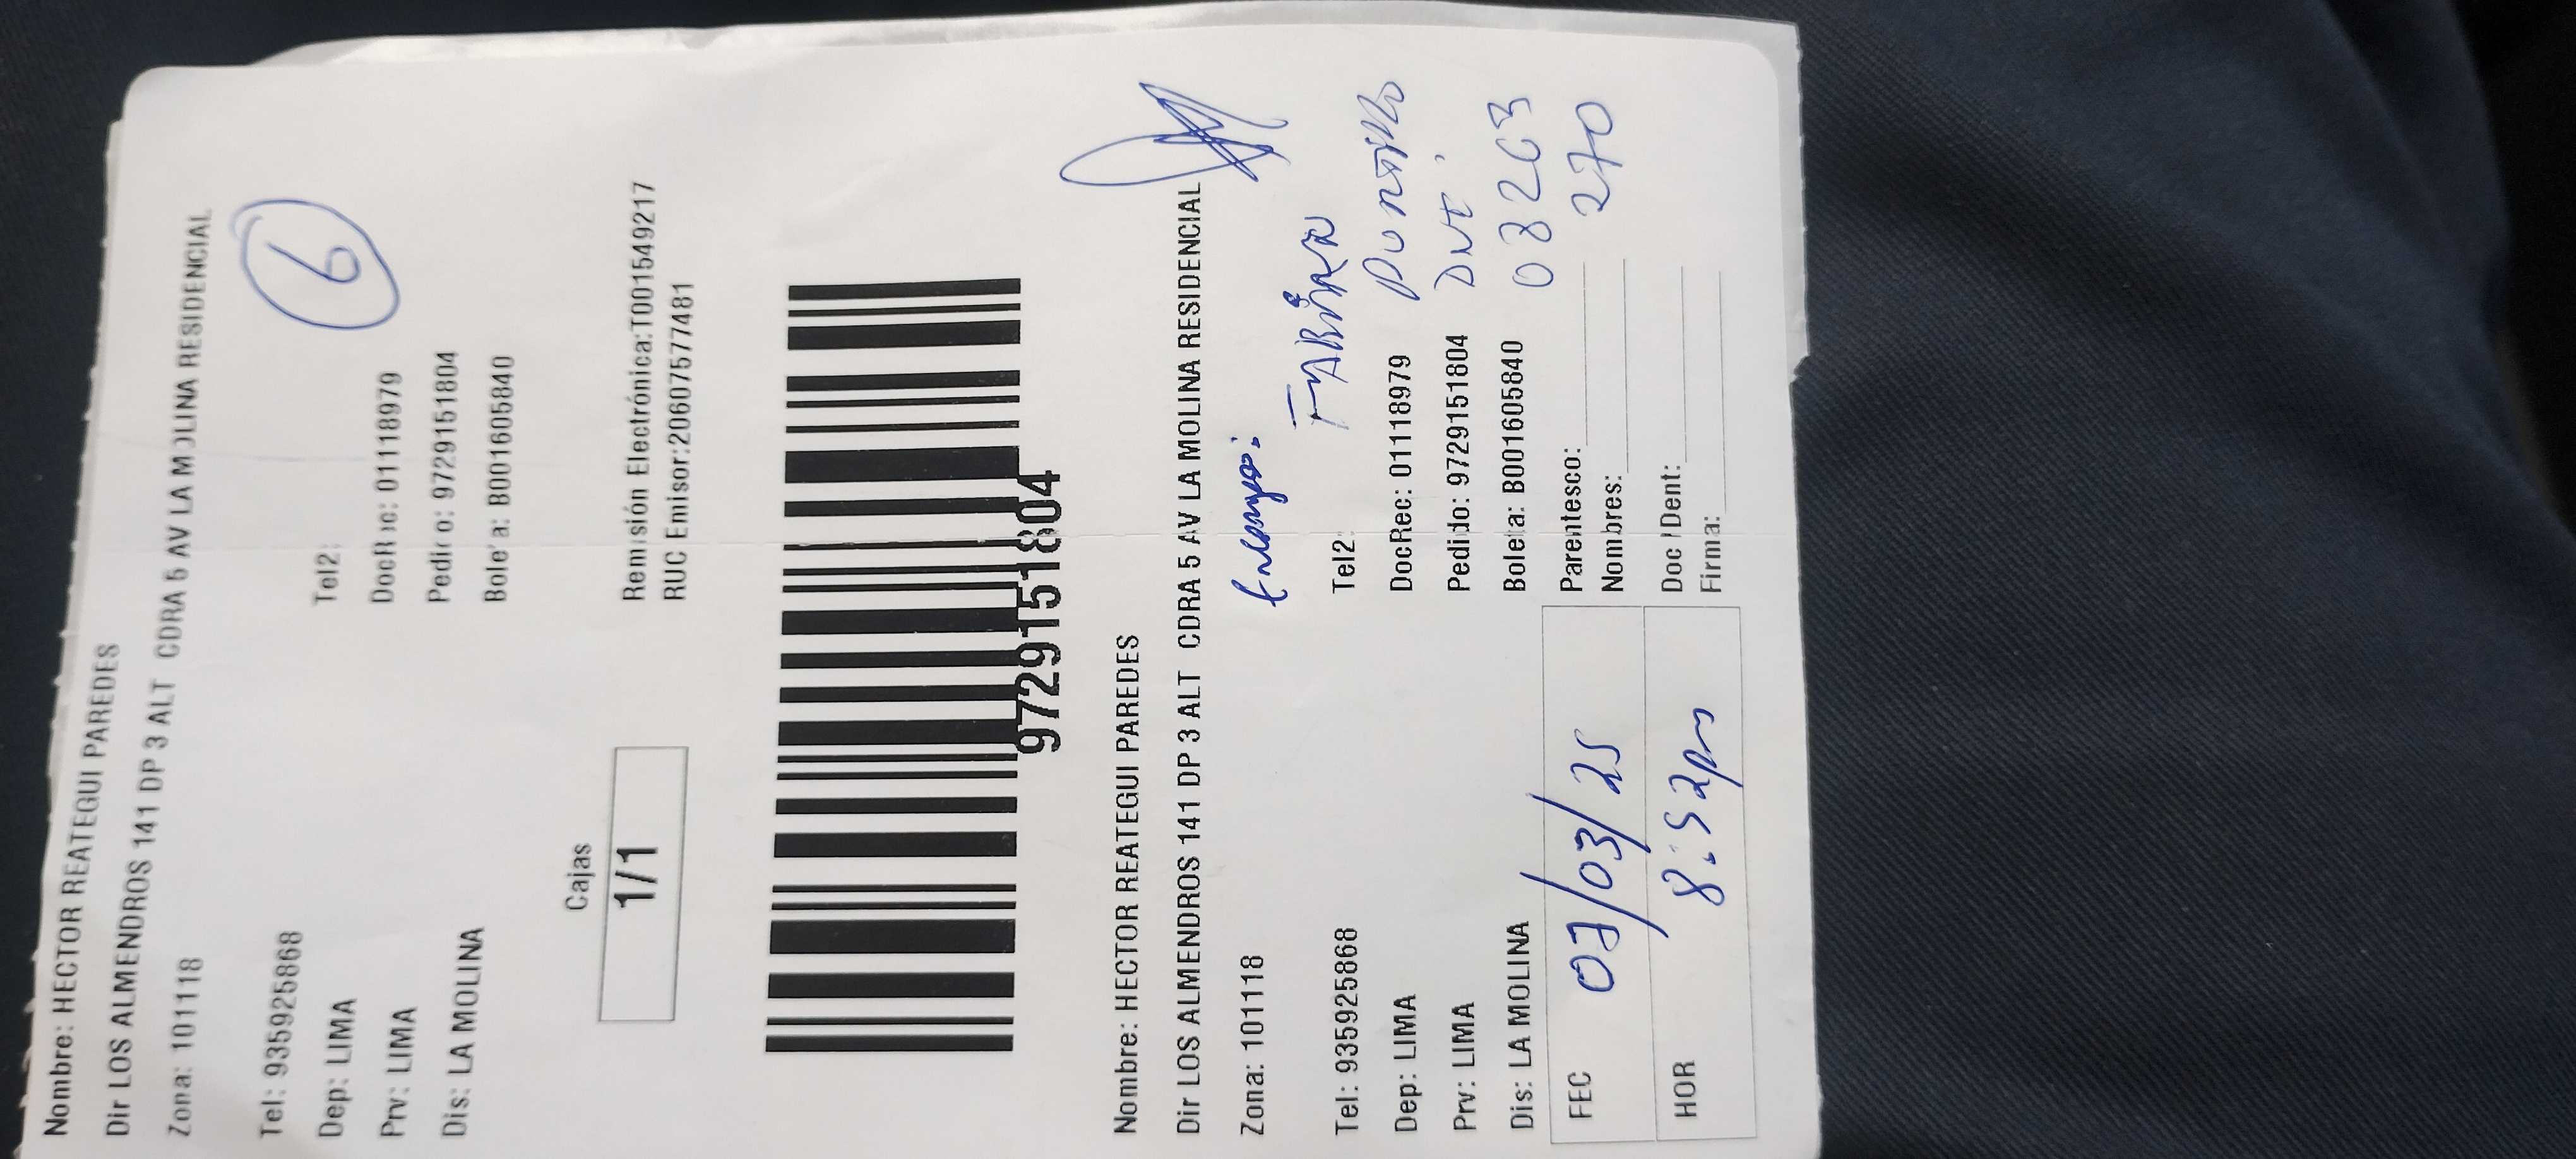 Nombre: HECTOR REATEGUI PAREDES
Dir LOS ALMENDROS 141 DP 3 ALT CDRA 5 AV LA MOLINA RESIDENCIAL
Zona: 101118
6
Tel: 935925868 Tel2:
Dep: LIMA DocRec: 01118979
Prv: LIMA Pedido: 9729151804
Dis: LA MOLINA Boleta: B001605840
Cajas
1/1
Remisión Electrónica:T001549217
RUC Emisor:20607577481
9729151804
Nombre: HECTOR REATEGUI PAREDES
Dir LOS ALMENDROS 141 DP 3 ALT CDRA 5 AV LA MOLINA RESIDENCIAL
Zona: 101118
Tel: 935925868 Tel2:
Dep: LIMA DocRec: 01118979
Prv: LIMA Pedido: 9729151804 DNI:
Dis: LA MOLINA Boleta: B001605840 08263
270
FEC 07/03/25 Parentesco:
Nombres:
HOR 8:52pm Doc Ident:
Firma: